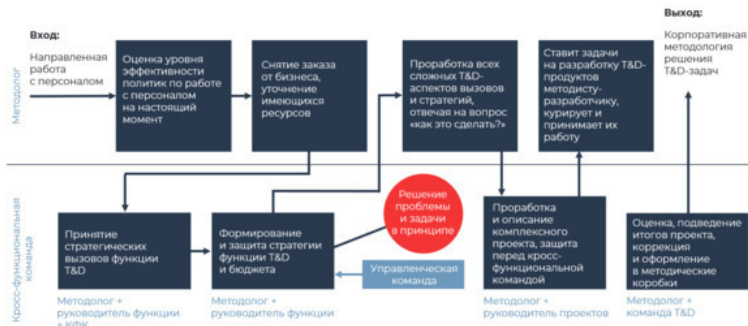 Вход:
Направленная
работа
с персоналом
Оценка уровня
эффективности
политик по работе
с персоналом
на настоящий
момент
Снятие заказа
от бизнеса,
уточнение
имеющихся
ресурсов
Проработка всех
сложных T&D-
аспектов вызовов
и стратегий,
отвечая на вопрос
«как это сделать?»
Ставит задачи
на разработку T&D-
продуктов
методисту-
разработчику,
курирует и
принимает их
работу
Выход:
Корпоративная
методология
решения
T&D-задач
Методолог
Кросс-функциональная
команда
Принятие
стратегических
вызовов функции
T&D
Методолог +
руководитель функции
+ КФК
Формирование
и защита стратегии
функции T&D
и бюджета
Методолог +
руководитель функции
Решение
проблемы
и задачи
в принципе
Управленческая
команда
Проработка
и описание
комплексного
проекта, защита
перед кросс-
функциональной
командой
Методолог +
руководитель проектов
Оценка, подведение
итогов проекта,
коррекция
и оформление
в методические
коробки
Методолог +
команда T&D